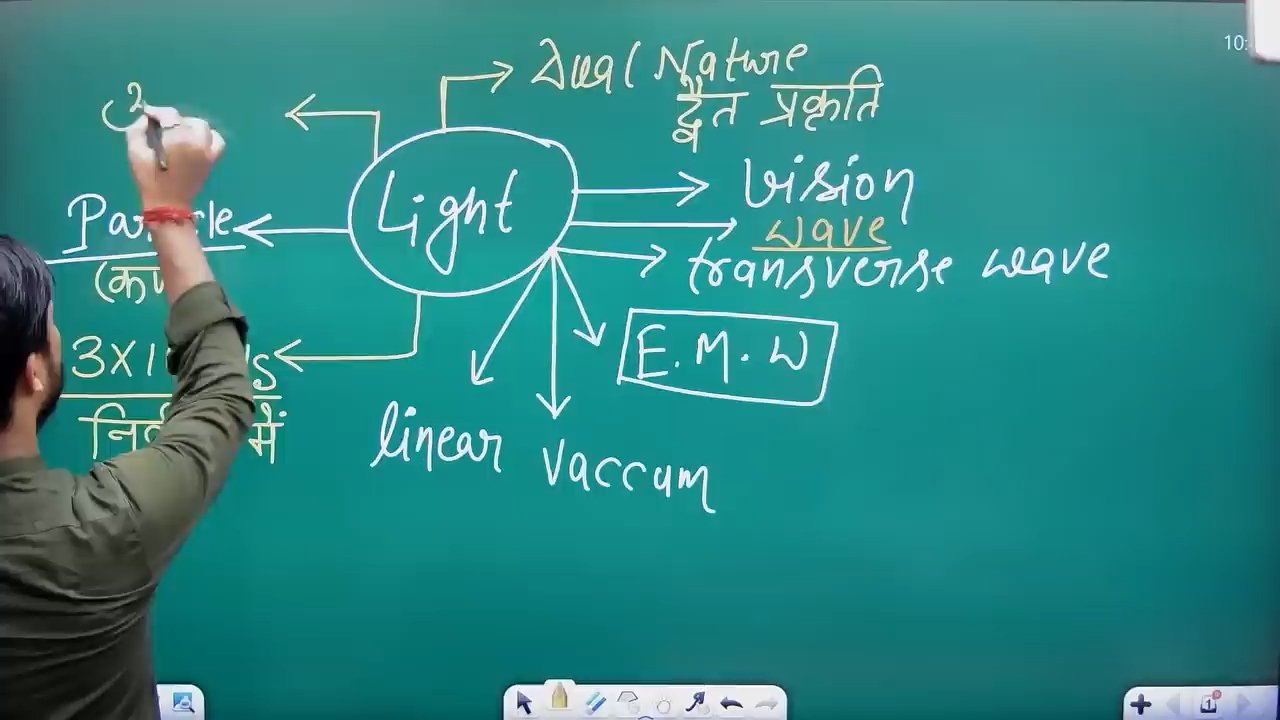 Dual Nature
द्वैत प्रकृति
Light
vision
wave
transverse wave
E.M.W
linear
vaccum
में